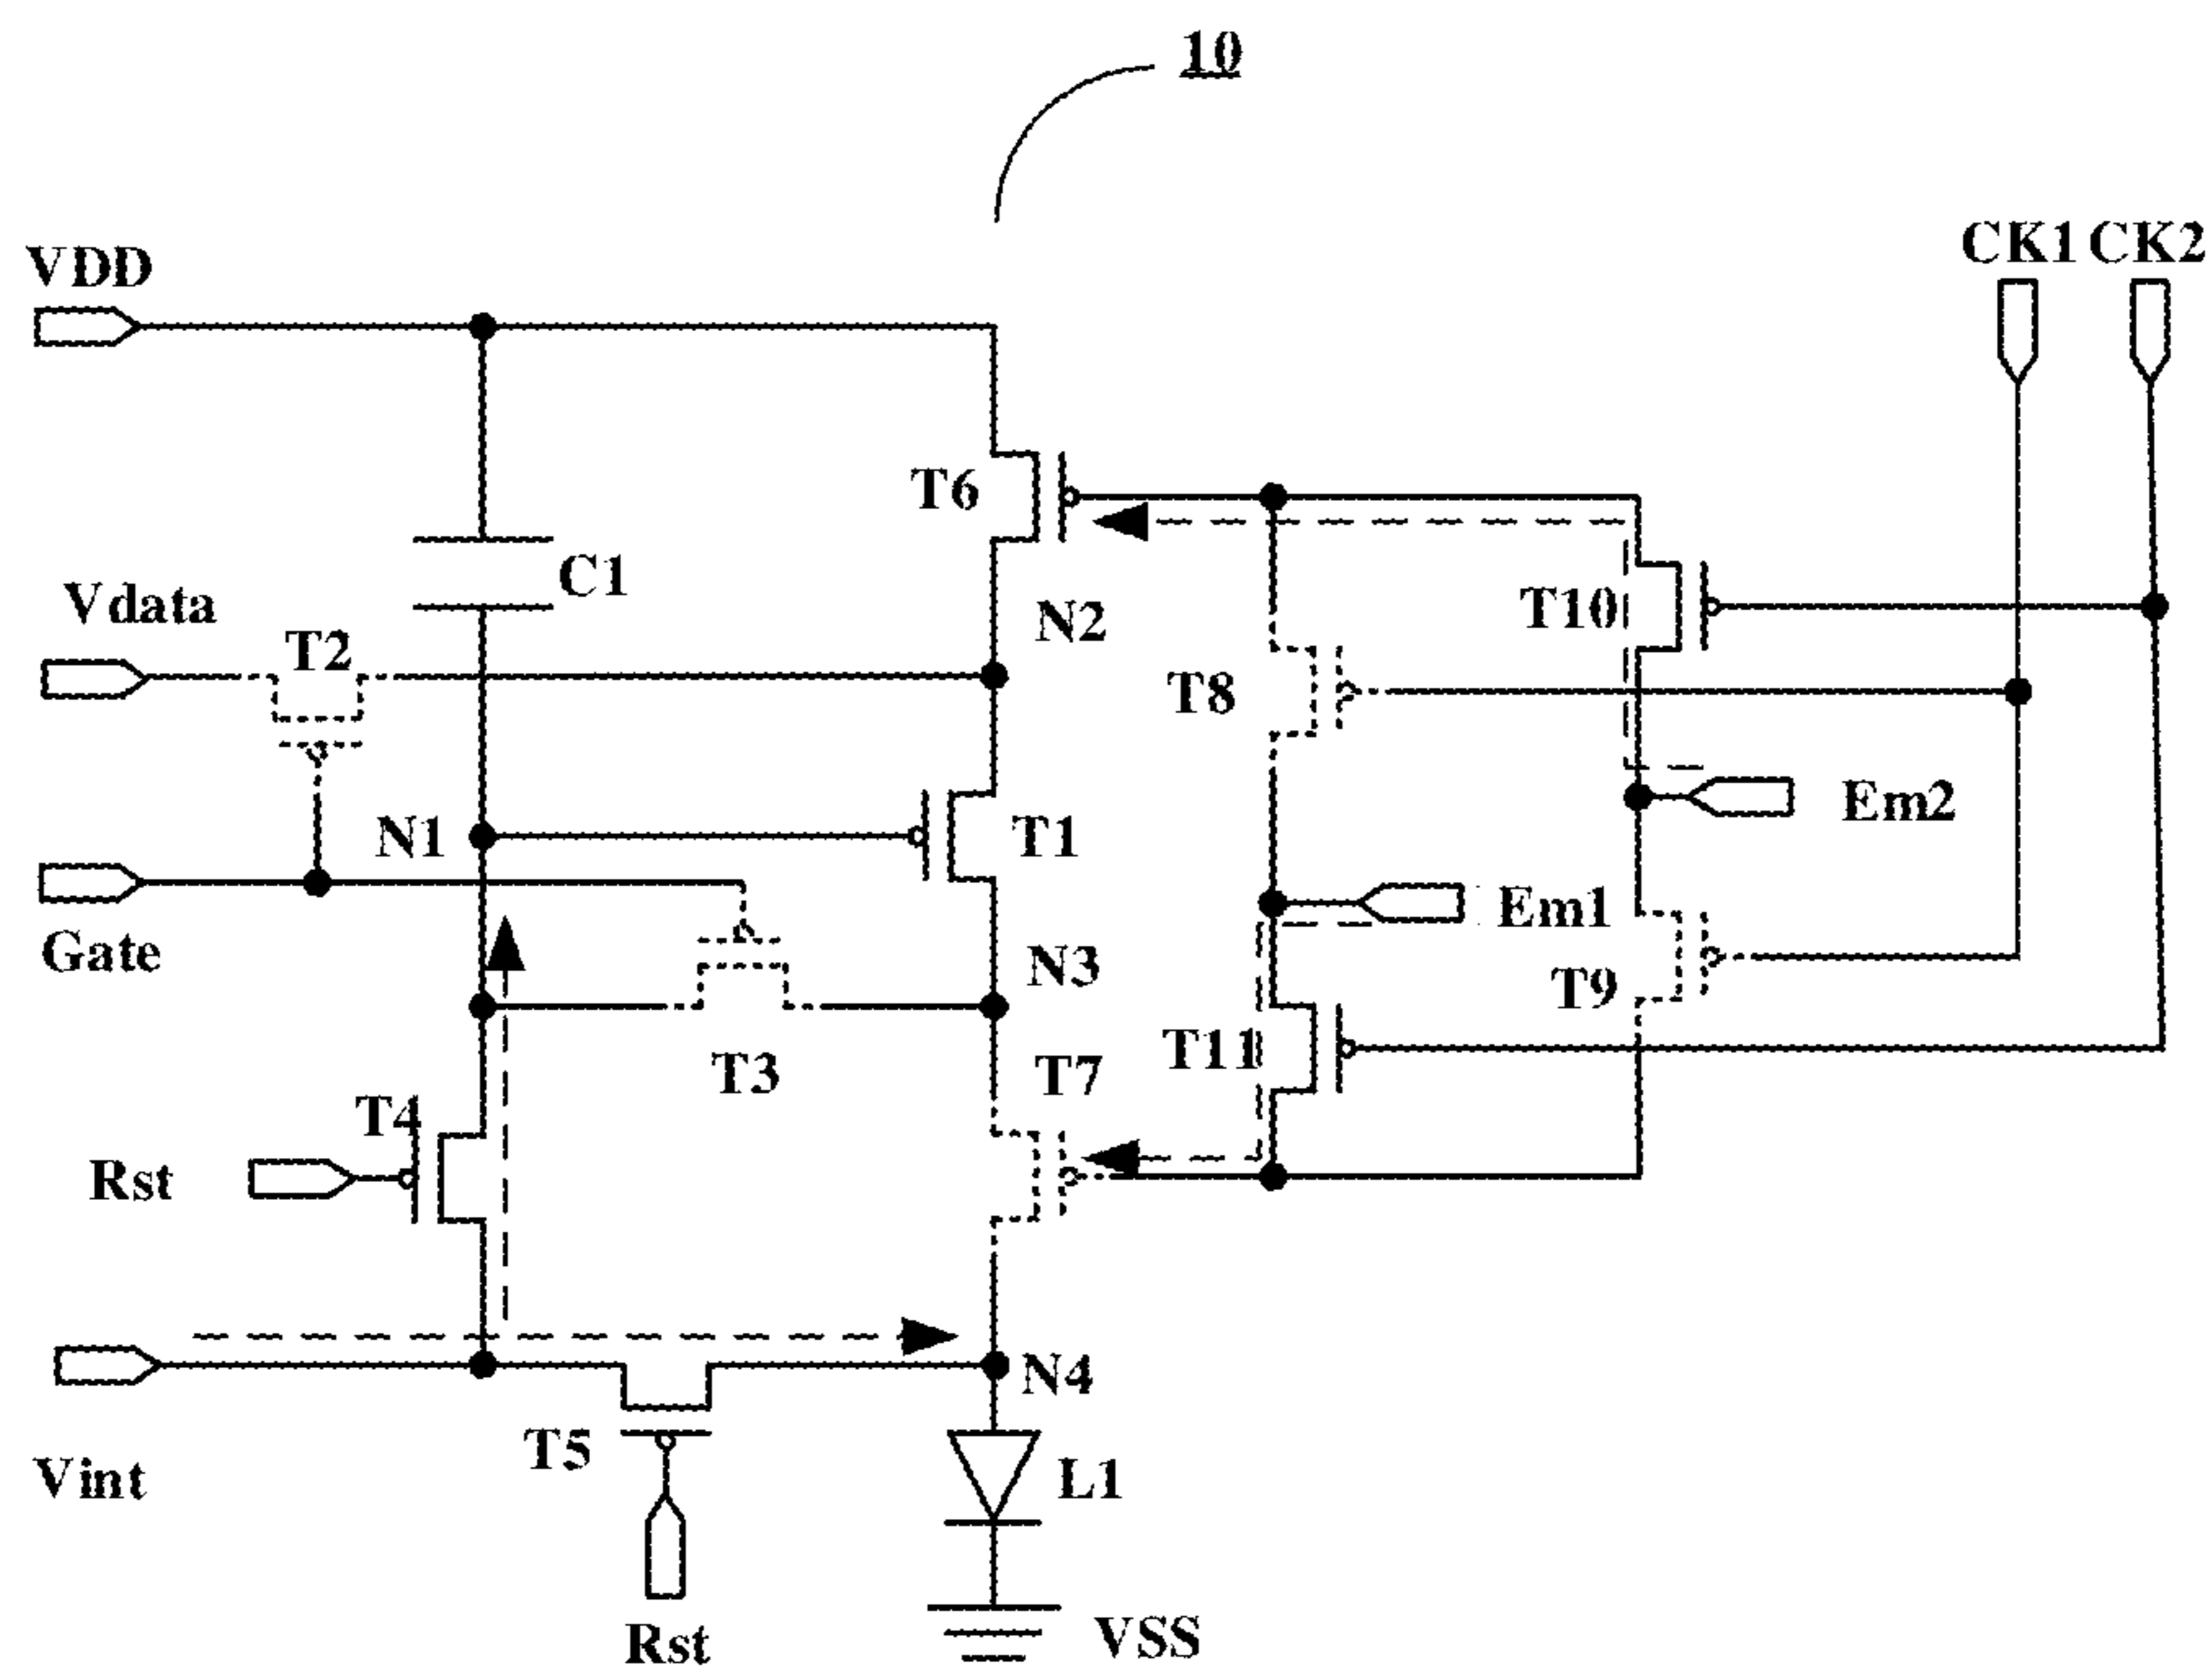 10
CK1 CK2
VDD
T6
C1
N2
T10
Vdata
T2
T8
Em2
N1
T1
Em1
Gate
N3
T9
T11
T3
T7
T4
Rst
N4
T5
L1
Vint
Rst
VSS